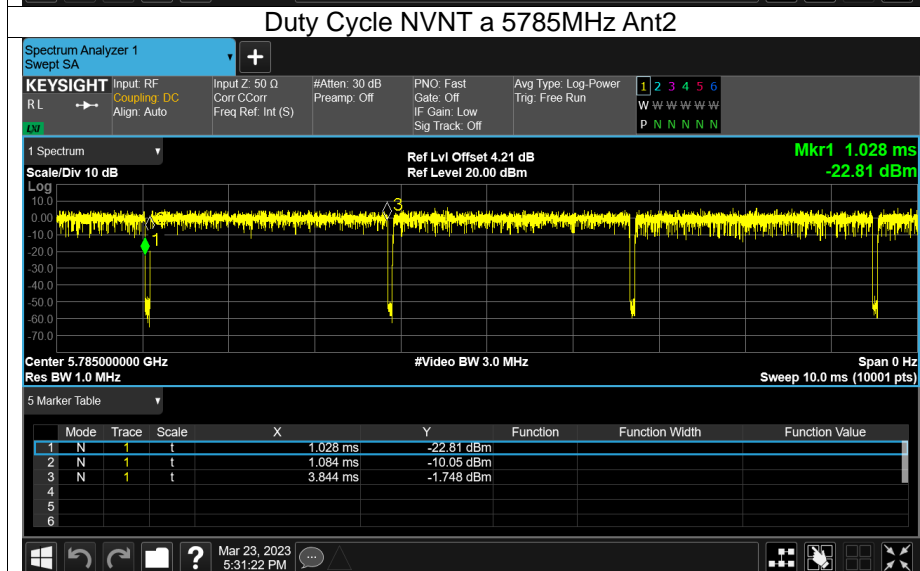 Duty Cycle NVNT a 5785MHz Ant2
Spectrum Analyzer 1
Swept SA
+
KEYSIGHT Input: RF Input Z: 50 Ω #Atten: 30 dB PNO: Fast Avg Type: Log-Power 1 2 3 4 5 6
RL Coupling: DC Corr CCorr Preamp: Off Gate: Off Trig: Free Run W W W W W W
Align: Auto Freq Ref: Int (S) IF Gain: Low
LXI Sig Track: Off P N N N N N
1 Spectrum
Ref Lvl Offset 4.21 dB Mkr1 1.028 ms
Scale/Div 10 dB Ref Level 20.00 dBm -22.81 dBm
Log
10.0
0.00
-10.0
-20.0
-30.0
-40.0
-50.0
-60.0
-70.0
1
3
Center 5.785000000 GHz #Video BW 3.0 MHz Span 0 Hz
Res BW 1.0 MHz Sweep 10.0 ms (10001 pts)
5 Marker Table
Mode Trace Scale X Y Function Function Width Function Value
1 N 1 t 1.028 ms -22.81 dBm
2 N 1 t 1.084 ms -10.05 dBm
3 N 1 t 3.844 ms -1.748 dBm
4
5
6
? Mar 23, 2023
5:31:22 PM